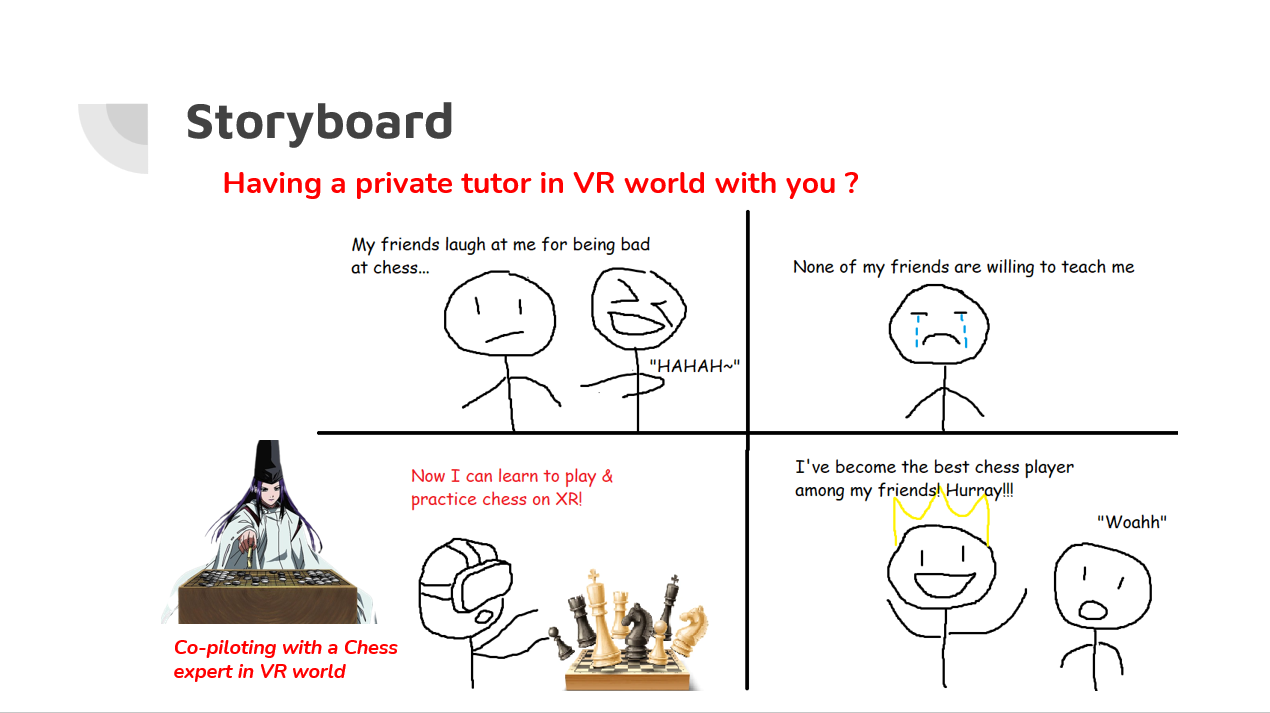 Storyboard
Having a private tutor in VR world with you ?
My friends laugh at me for being bad
at chess...
"HAHAH~"
None of my friends are willing to teach me
Now I can learn to play &
practice chess on XR!
Co-piloting with a Chess
expert in VR world
I've become the best chess player
among my friends! Hurray!!!
"Woahh"